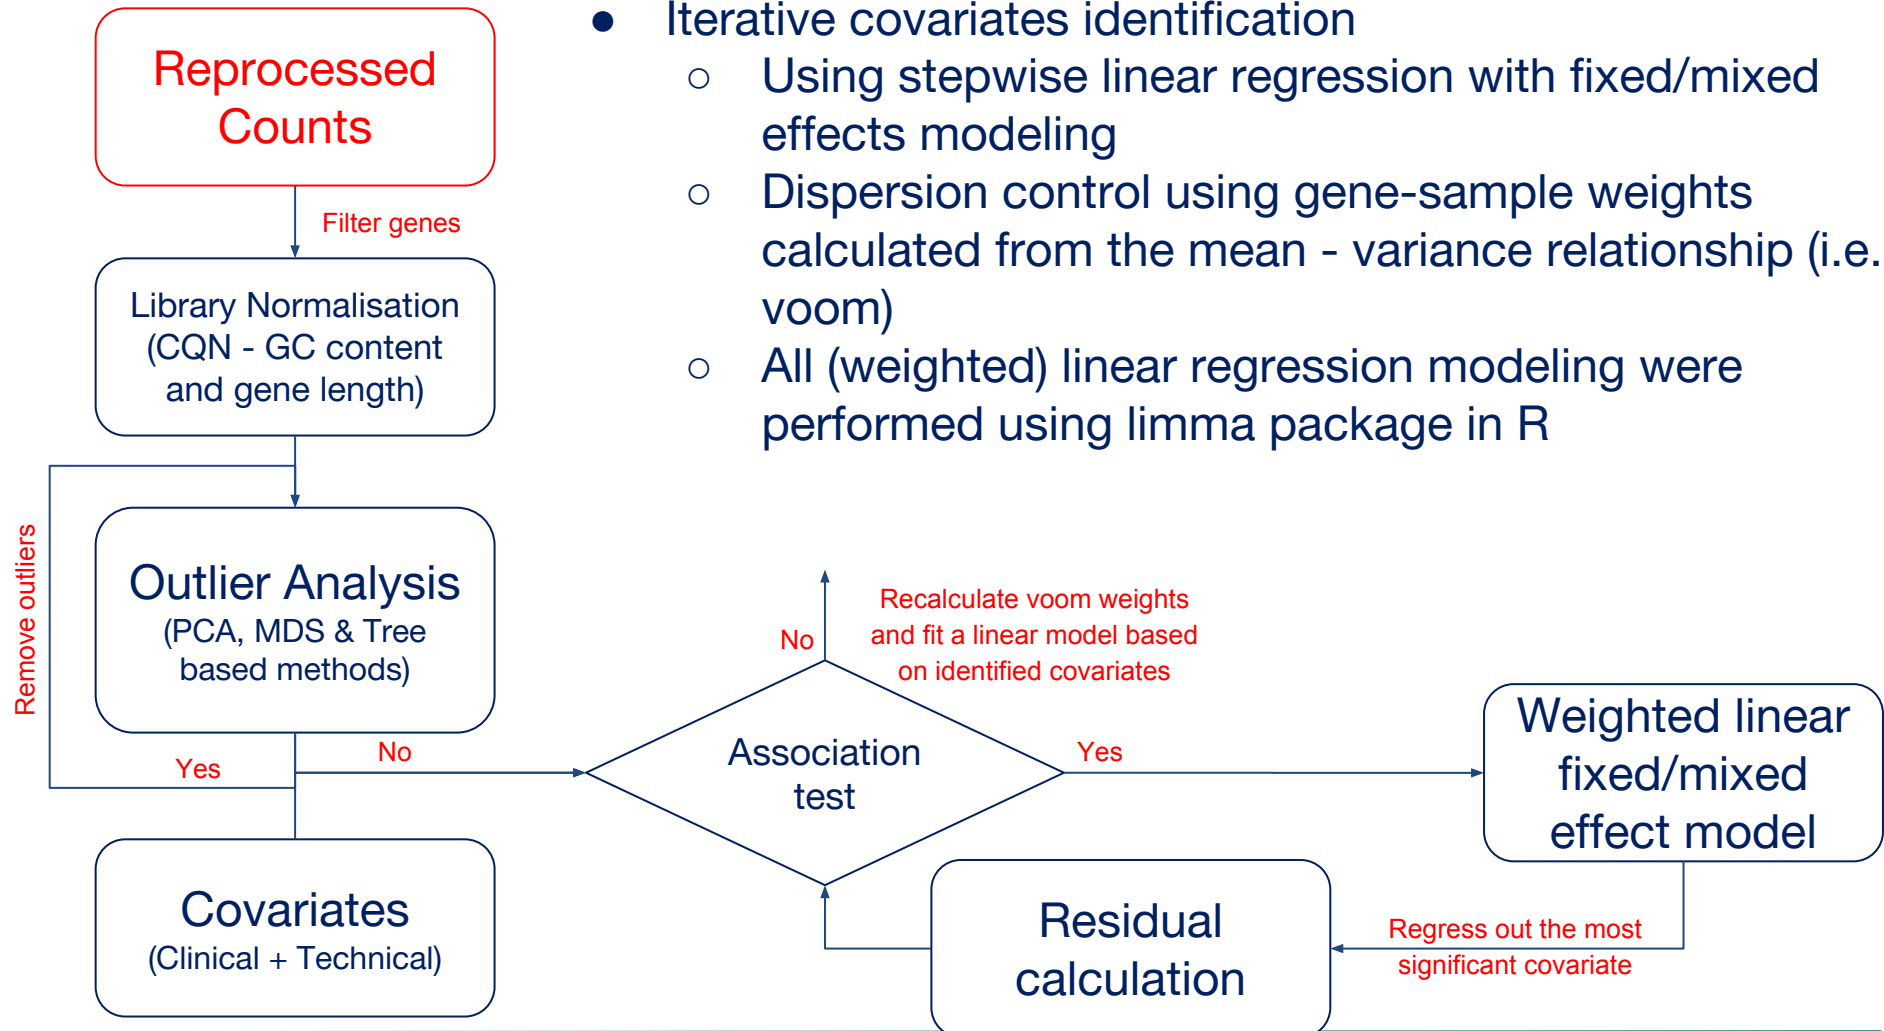 Reprocessed
Counts
Filter genes
Library Normalisation
(CQN - GC content
and gene length)
Remove outliers
Outlier Analysis
(PCA, MDS & Tree
based methods)
Yes
No
Covariates
(Clinical + Technical)
● Iterative covariates identification
○ Using stepwise linear regression with fixed/mixed
effects modeling
○ Dispersion control using gene-sample weights
calculated from the mean - variance relationship (i.e.
voom)
○ All (weighted) linear regression modeling were
performed using limma package in R
No
Recalculate voom weights
and fit a linear model based
on identified covariates
Association
test
Yes
Weighted linear
fixed/mixed
effect model
Regress out the most
significant covariate
Residual
calculation